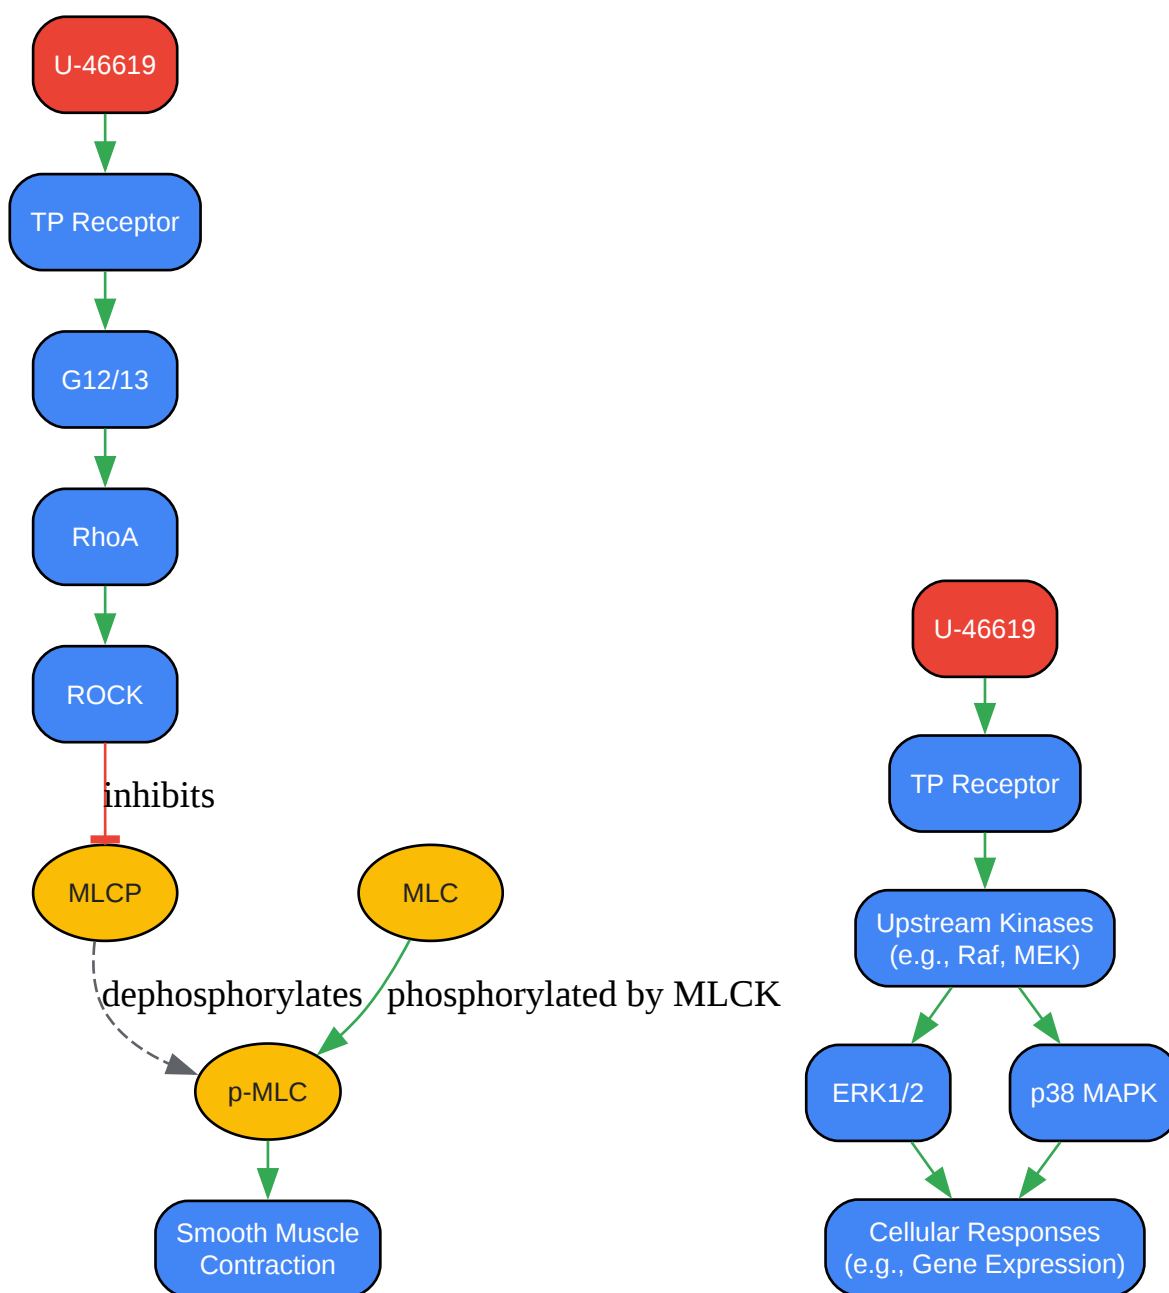 U-46619
TP Receptor
G12/13
RhoA
ROCK
inhibits
MLCP
MLC
dephosphorylates
phosphorylated by MLCK
p-MLC
Smooth Muscle
Contraction
U-46619
TP Receptor
Upstream Kinases
(e.g., Raf, MEK)
ERK1/2
p38 MAPK
Cellular Responses
(e.g., Gene Expression)